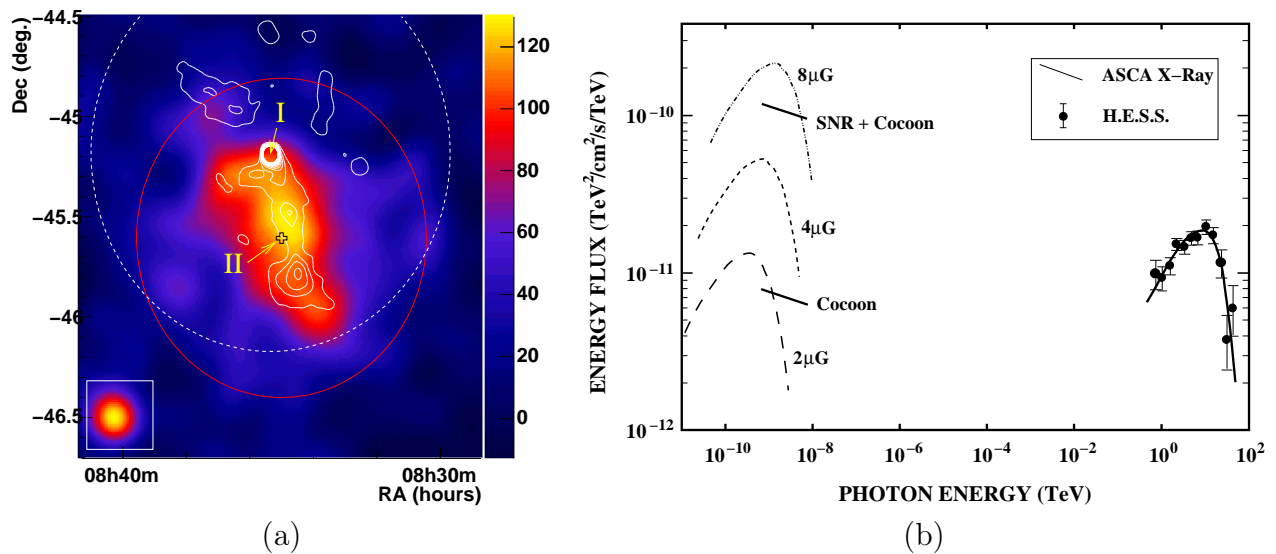 Dec (deg.)
−44.5
−45
−45.5
−46
−46.5
I
II
08h40m
08h30m
RA (hours)
120
100
80
60
40
20
0
(a)
ENERGY FLUX (TeV²/cm²/s/TeV)
10⁻¹⁰
10⁻¹¹
10⁻¹²
8µG
SNR + Cocoon
4µG
Cocoon
2µG
ASCA X−Ray
H.E.S.S.
10⁻¹⁰ 10⁻⁸ 10⁻⁶ 10⁻⁴ 10⁻² 10⁰ 10²
PHOTON ENERGY (TeV)
(b)